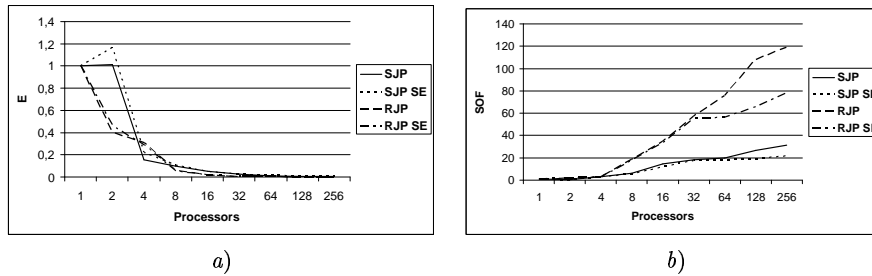 1,4
1,2
1
0,8
0,6
0,4
0,2
0
E
1 2 4 8 16 32 64 128 256
Processors
SJP
SJP SE
RJP
RJP SE
a)
140
120
100
80
60
40
20
0
SOF
1 2 4 8 16 32 64 128 256
Processors
SJP
SJP SE
RJP
RJP SE
b)